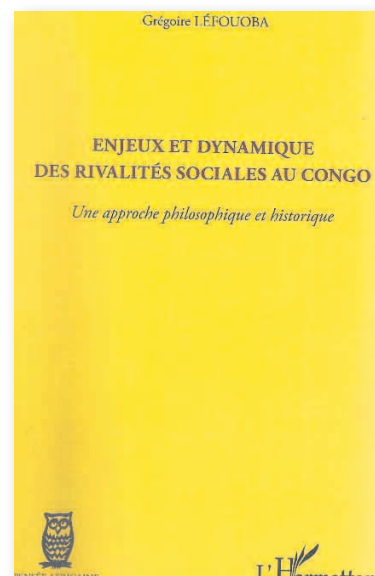 Grégoire LÉFOUOBA
ENJEUX ET DYNAMIQUE
DES RIVALITÉS SOCIALES AU CONGO
Une approche philosophique et historique